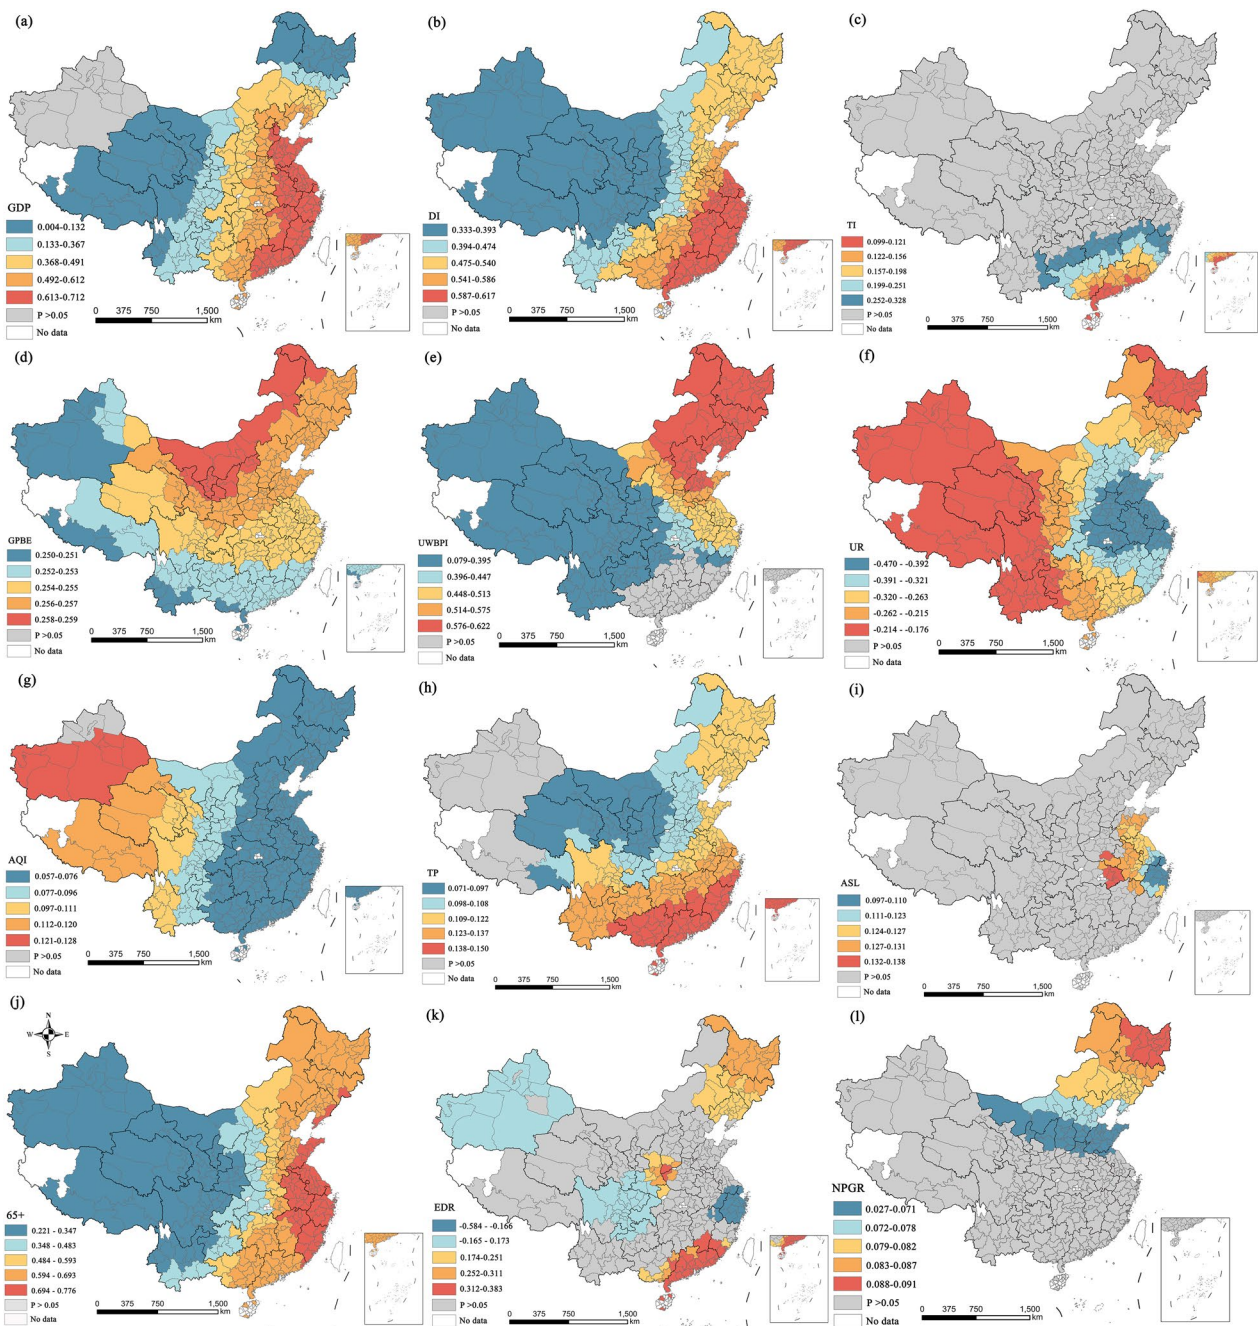 (a)
GDP
0.004-0.132
0.133-0.367
0.368-0.491
0.492-0.612
0.613-0.712
P >0.05
No data
0 375 750 1,500
km
(b)
DI
0.333-0.393
0.394-0.474
0.475-0.540
0.541-0.586
0.587-0.617
P >0.05
No data
0 375 750 1,500
km
(c)
TI
0.099-0.121
0.122-0.156
0.157-0.198
0.199-0.251
0.252-0.328
P >0.05
No data
0 375 750 1,500
km
(d)
GPBE
0.250-0.251
0.252-0.253
0.254-0.255
0.256-0.257
0.258-0.259
P >0.05
No data
0 375 750 1,500
km
(e)
UWBPI
0.079-0.395
0.396-0.447
0.448-0.513
0.514-0.575
0.576-0.622
P >0.05
No data
0 375 750 1,500
km
(f)
UR
-0.470 - -0.392
-0.391 - -0.321
-0.320 - -0.263
-0.262 - -0.215
-0.214 - -0.176
P >0.05
No data
0 375 750 1,500
km
(g)
AQI
0.057-0.076
0.077-0.096
0.097-0.111
0.112-0.120
0.121-0.128
P >0.05
No data
0 375 750 1,500
km
(h)
TP
0.071-0.097
0.098-0.108
0.109-0.122
0.123-0.137
0.138-0.150
P >0.05
No data
0 375 750 1,500
km
(i)
ASL
0.097-0.110
0.111-0.123
0.124-0.127
0.127-0.131
0.132-0.138
P >0.05
No data
0 375 750 1,500
km
(j)
N
W E
S
65+
0.221 - 0.347
0.348 - 0.483
0.484 - 0.593
0.594 - 0.693
0.694 - 0.776
P > 0.05
No data
0 375 750 1,500
km
(k)
EDR
-0.584 - -0.166
-0.165 - 0.173
0.174-0.251
0.252-0.311
0.312-0.383
P >0.05
No data
0 375 750 1,500
km
(l)
NPGR
0.027-0.071
0.072-0.078
0.079-0.082
0.083-0.087
0.088-0.091
P >0.05
No data
0 375 750 1,500
km